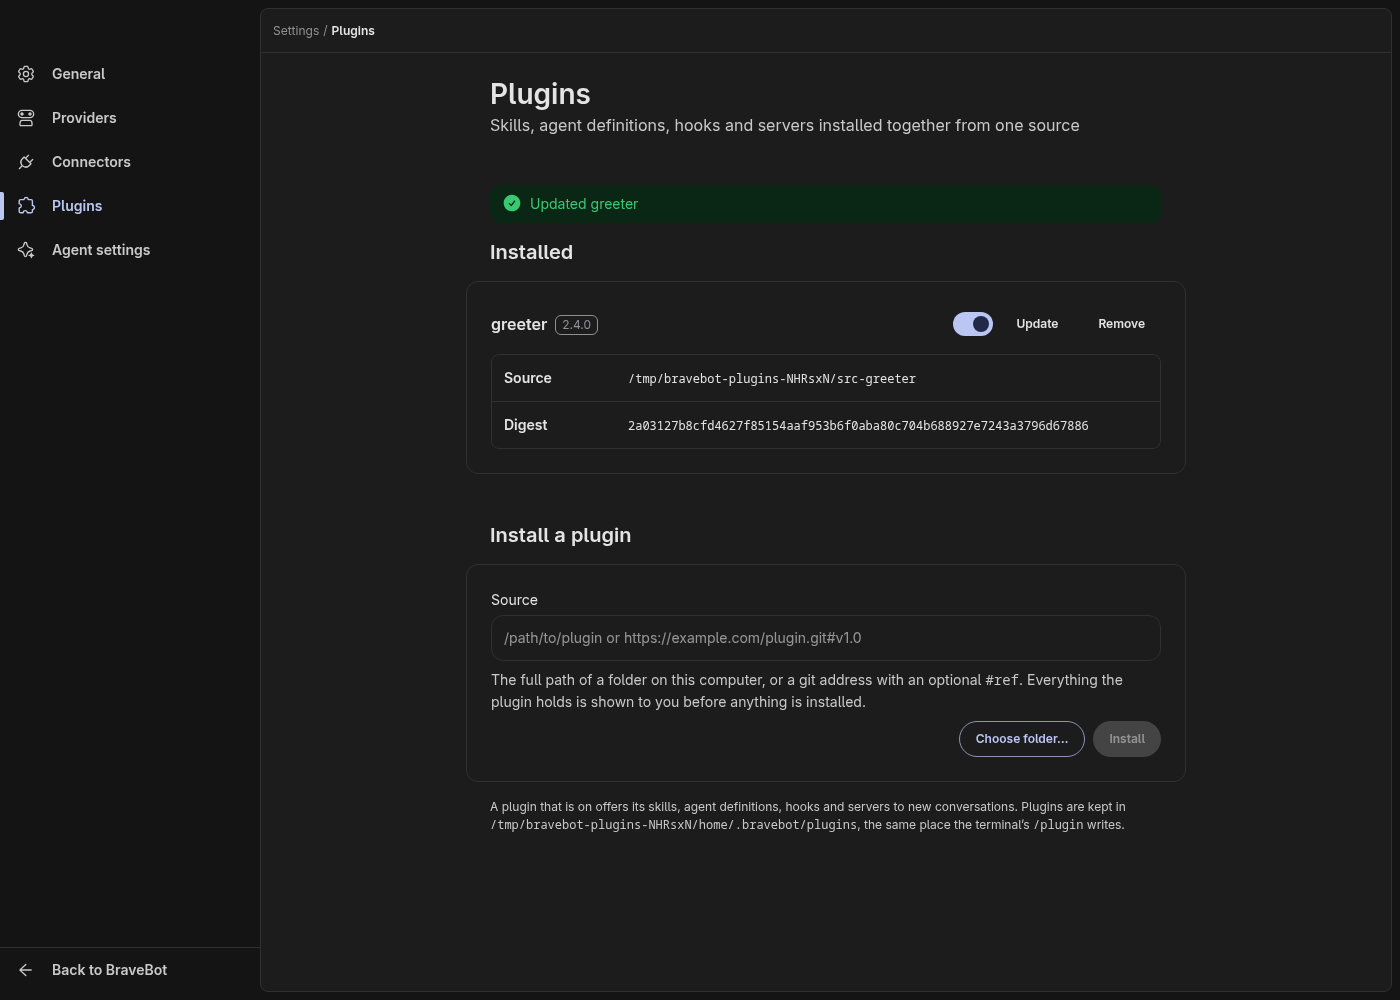 Settings / Plugins
General
Providers
Connectors
Plugins
Agent settings
Plugins
Skills, agent definitions, hooks and servers installed together from one source
Updated greeter
Installed
greeter 2.4.0 Update Remove
Source /tmp/bravebot-plugins-NHRsxN/src-greeter
Digest 2a03127b8cfd4627f85154aaf953b6f0aba80c704b688927e7243a3796d67886
Install a plugin
Source
/path/to/plugin or https://example.com/plugin.git#v1.0
The full path of a folder on this computer, or a git address with an optional #ref. Everything the
plugin holds is shown to you before anything is installed.
Choose folder... Install
A plugin that is on offers its skills, agent definitions, hooks and servers to new conversations. Plugins are kept in
/tmp/bravebot-plugins-NHRsxN/home/.bravebot/plugins, the same place the terminal's /plugin writes.
Back to BraveBot